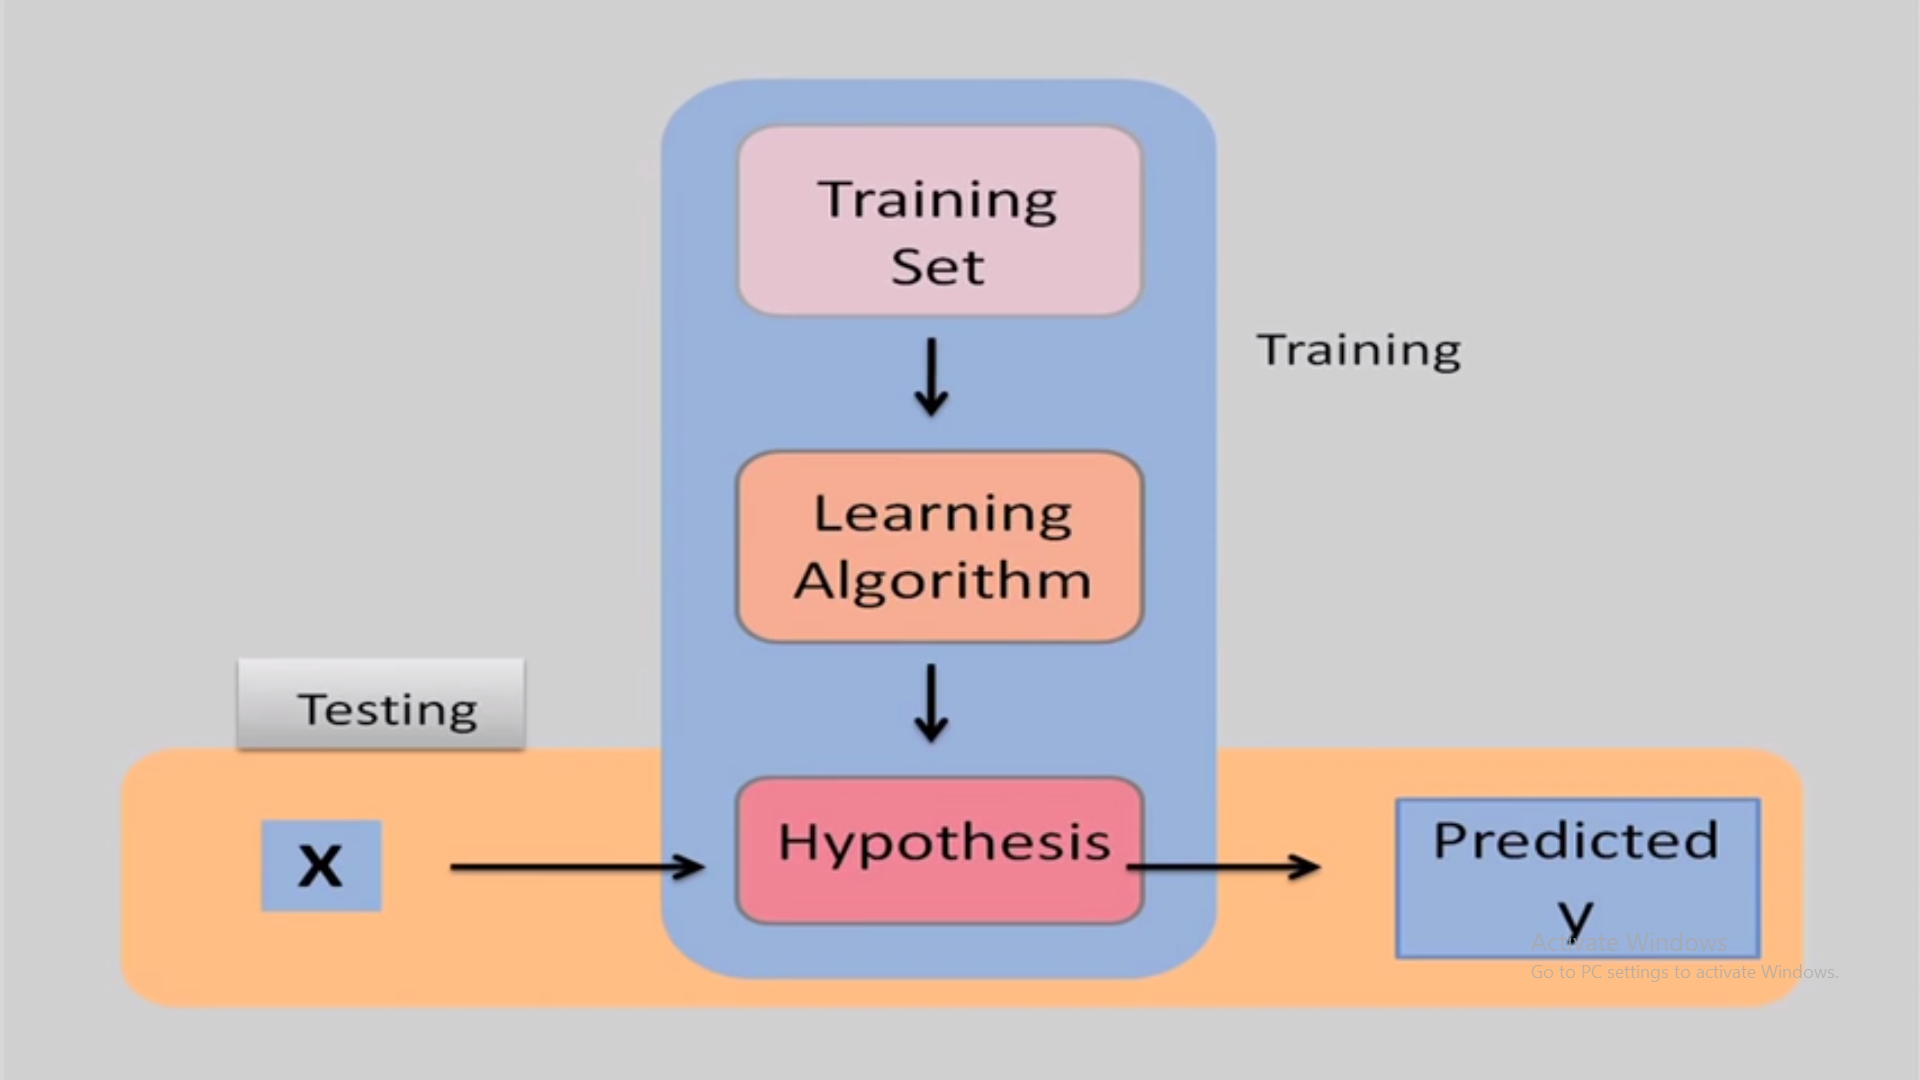 Training
Set
Training
Learning
Algorithm
Testing
X
Hypothesis
Predicted
y
Activate Windows
Go to PC settings to activate Windows.